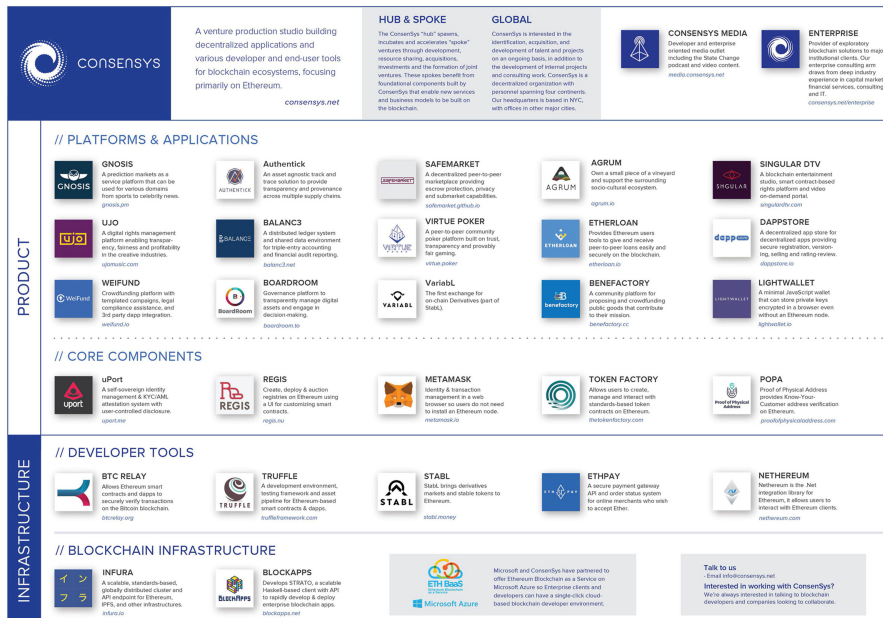 CONSENSYS
A venture production studio building
decentralized applications and
various developer and end-user tools
for blockchain ecosystems, focusing
primarily on Ethereum.
consensys.net
HUB & SPOKE
The ConsenSys "hub" spawns,
incubates and accelerates "spoke"
ventures through development,
resource sharing, acquisitions,
investments and the formation of joint
ventures. These spokes benefit from
foundational components built by
ConsenSys that enable new services
and business models to be built on
the blockchain.
GLOBAL
ConsenSys is interested in the
identification, acquisition, and
development of talent and projects
on an ongoing basis, in addition to
the development of internal projects
and consulting work. ConsenSys is a
decentralized organization with
personnel spanning four continents.
Our headquarters is based in NYC,
with offices in other major cities.
CONSENSYS MEDIA
Developer and enterprise
oriented media outlet
including the State Change
podcast and video content.
media.consensys.net
ENTERPRISE
Provider of exploratory
blockchain solutions to major
institutional clients. Our
enterprise consulting arm
draws from deep industry
experience in capital markets,
financial services, consulting
and IT.
consensys.net/enterprise
PRODUCT
// PLATFORMS & APPLICATIONS
GNOSIS
GNOSIS
A prediction markets as a
service platform that can be
used for various domains
from sports to celebrity news.
gnosis.pm
AUTHENTICK
Authentick
An asset agnostic track and
trace solution to provide
transparency and provenance
across multiple supply chains.
SAFEMARKET
SAFEMARKET
A decentralized peer-to-peer
marketplace providing
escrow protection, privacy
and submarket capabilities.
safemarket.github.io
AGRUM
AGRUM
Own a small piece of a vineyard
and support the surrounding
socio-cultural ecosystem.
agrum.io
SNGULAR
SINGULAR DTV
A blockchain entertainment
studio, smart contract-based
rights platform and video
on-demand portal.
singulardtv.com
ujo
UJO
A digital rights management
platform enabling transpar-
ency, fairness and profitability
in the creative industries.
ujomusic.com
BALANC3
BALANC3
A distributed ledger system
and shared data environment
for triple-entry accounting
and financial audit reporting.
balanc3.net
VIRTUE
POKER
VIRTUE POKER
A peer-to-peer community
poker platform built on trust,
transparency and provably
fair gaming.
virtue.poker
ETHERLOAN
ETHERLOAN
Provides Ethereum users
tools to give and receive
peer-to-peer loans easily and
securely on the blockchain.
etherloan.io
dapp
DAPPSTORE
A decentralized app store for
decentralized apps providing
secure registration, version-
ing, selling and rating-review.
dappstore.io
WeiFund
WEIFUND
Crowdfunding platform with
templated campaigns, legal
compliance assistance, and
3rd party dapp integration.
weifund.io
B
BoardRoom
BOARDROOM
Governance platform to
transparently manage digital
assets and engage in
decision-making.
boardroom.to
VARIABL
VariabL
The first exchange for
on-chain Derivatives (part of
StabL).
benefactory
BENEFACTORY
A community platform for
proposing and crowdfunding
public goods that contribute
to their mission.
benefactory.cc
LIGHTWALLET
LIGHTWALLET
A minimal JavaScript wallet
that can store private keys
encrypted in a browser even
without an Ethereum node.
lightwallet.io
// CORE COMPONENTS
uport
uPort
A self-sovereign identity
management & KYC/AML
attestation system with
user-controlled disclosure.
uport.me
REGIS
REGIS
Create, deploy & auction
registries on Ethereum using
a UI for customizing smart
contracts.
regis.nu
METAMASK
Identity & transaction
management in a web
browser so users do not need
to install an Ethereum node.
metamask.io
TOKEN FACTORY
Allows users to create,
manage and interact with
standards-based token
contracts on Ethereum.
thetokenfactory.com
Proof of Physical
Address
POPA
Proof of Physical Address
provides Know-Your-
Customer address verification
on Ethereum.
proofofphysicaladdress.com
INFRASTRUCTURE
// DEVELOPER TOOLS
BTC RELAY
Allows Ethereum smart
contracts and dapps to
securely verify transactions
on the Bitcoin blockchain.
btcrelay.org
TRUFFLE
TRUFFLE
A development environment,
testing framework and asset
pipeline for Ethereum-based
smart contracts & dapps.
truffleframework.com
STABL
STABL
StabL brings derivatives
markets and stable tokens to
Ethereum.
stabl.money
ETHPAY
ETHPAY
A secure payment gateway
API and order status system
for online merchants who wish
to accept Ether.
NETHEREUM
Nethereum is the .Net
integration library for
Ethereum, it allows users to
interact with Ethereum clients.
nethereum.com
// BLOCKCHAIN INFRASTRUCTURE
イン
フラ
INFURA
A scalable, standards-based,
globally distributed cluster and
API endpoint for Ethereum,
IPFS, and other infrastructures.
infura.io
BLOCKAPPS
BLOCKAPPS
Develops STRATO, a scalable
Haskell-based client with API
to rapidly develop & deploy
enterprise blockchain apps.
blockapps.net
ETH BaaS
Microsoft Azure
Microsoft and ConsenSys have partnered to
offer Ethereum Blockchain as a Service on
Microsoft Azure so Enterprise clients and
developers can have a single-click cloud-
based blockchain developer environment.
Talk to us
- Email info@consensys.net
Interested in working with ConsenSys?
We're always interested in talking to blockchain
developers and companies looking to collaborate.